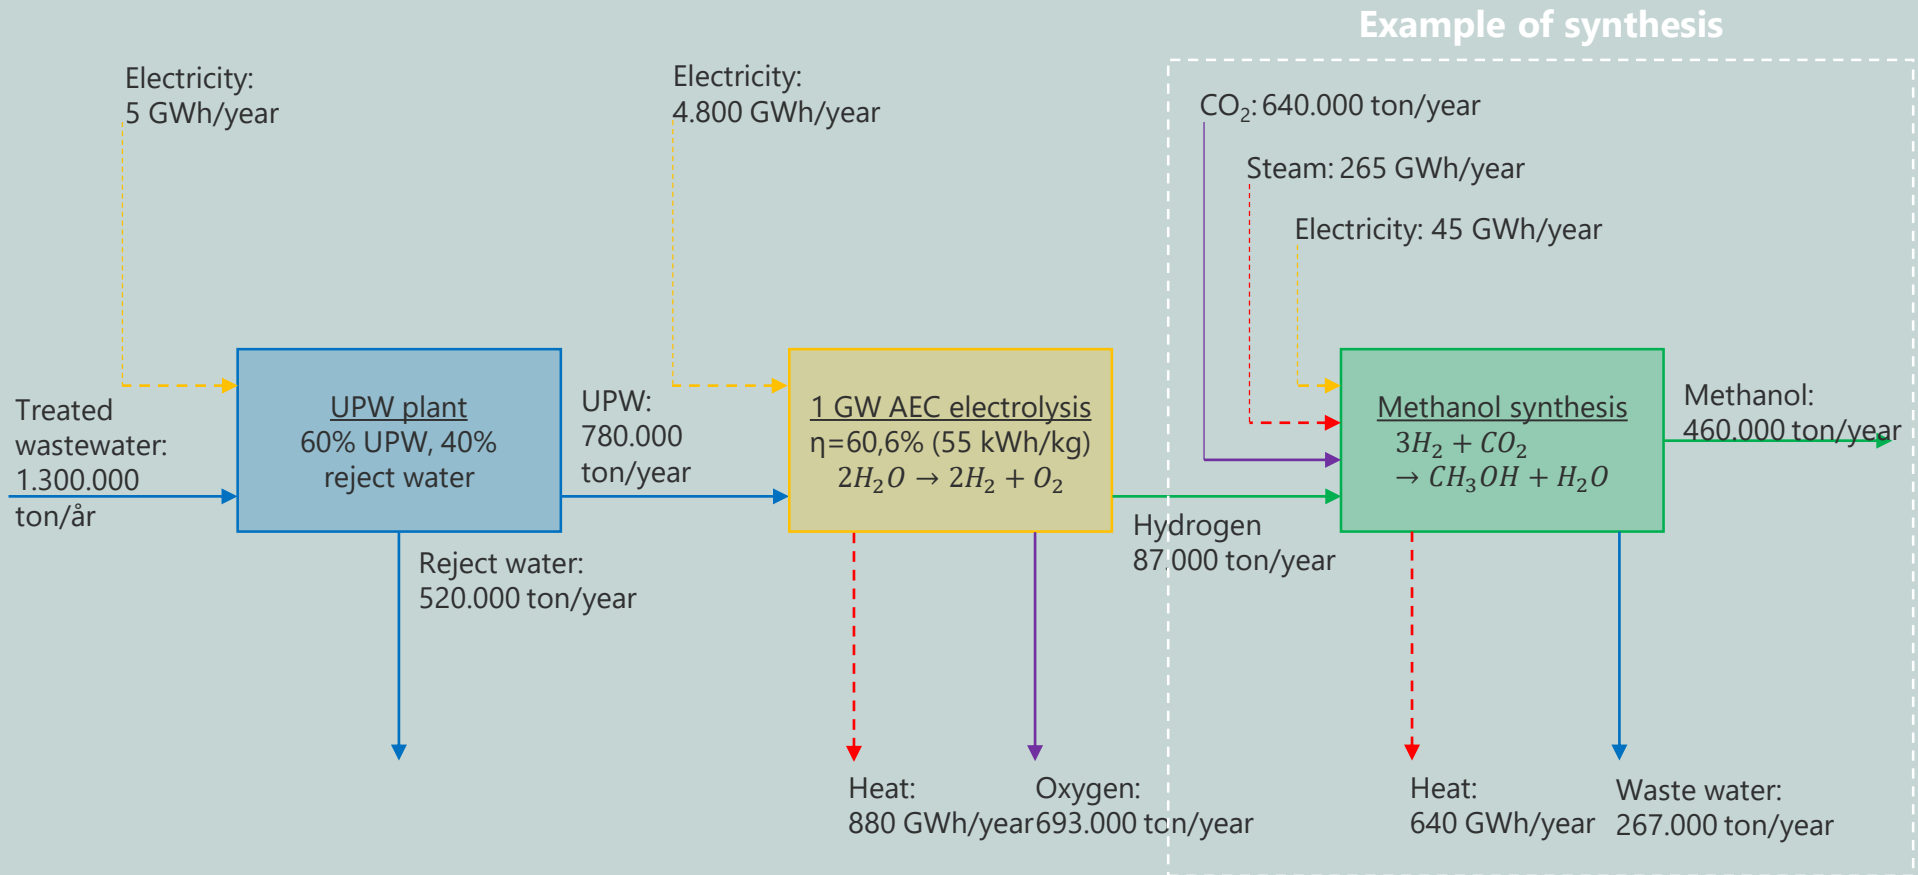 Example of synthesis
Electricity:
5 GWh/year
Electricity:
4.800 GWh/year
CO₂: 640.000 ton/year
Steam: 265 GWh/year
Electricity: 45 GWh/year
Treated
wastewater:
1.300.000
ton/år
UPW plant
60% UPW, 40%
reject water
UPW:
780.000
ton/year
1 GW AEC electrolysis
η=60,6% (55 kWh/kg)
2H₂O → 2H₂ + O₂
Methanol synthesis
3H₂ + CO₂
→ CH₃OH + H₂O
Methanol:
460.000 ton/year
Reject water:
520.000 ton/year
Hydrogen
87.000 ton/year
Heat:
880 GWh/year
Oxygen:
693.000 ton/year
Heat:
640 GWh/year
Waste water:
267.000 ton/year